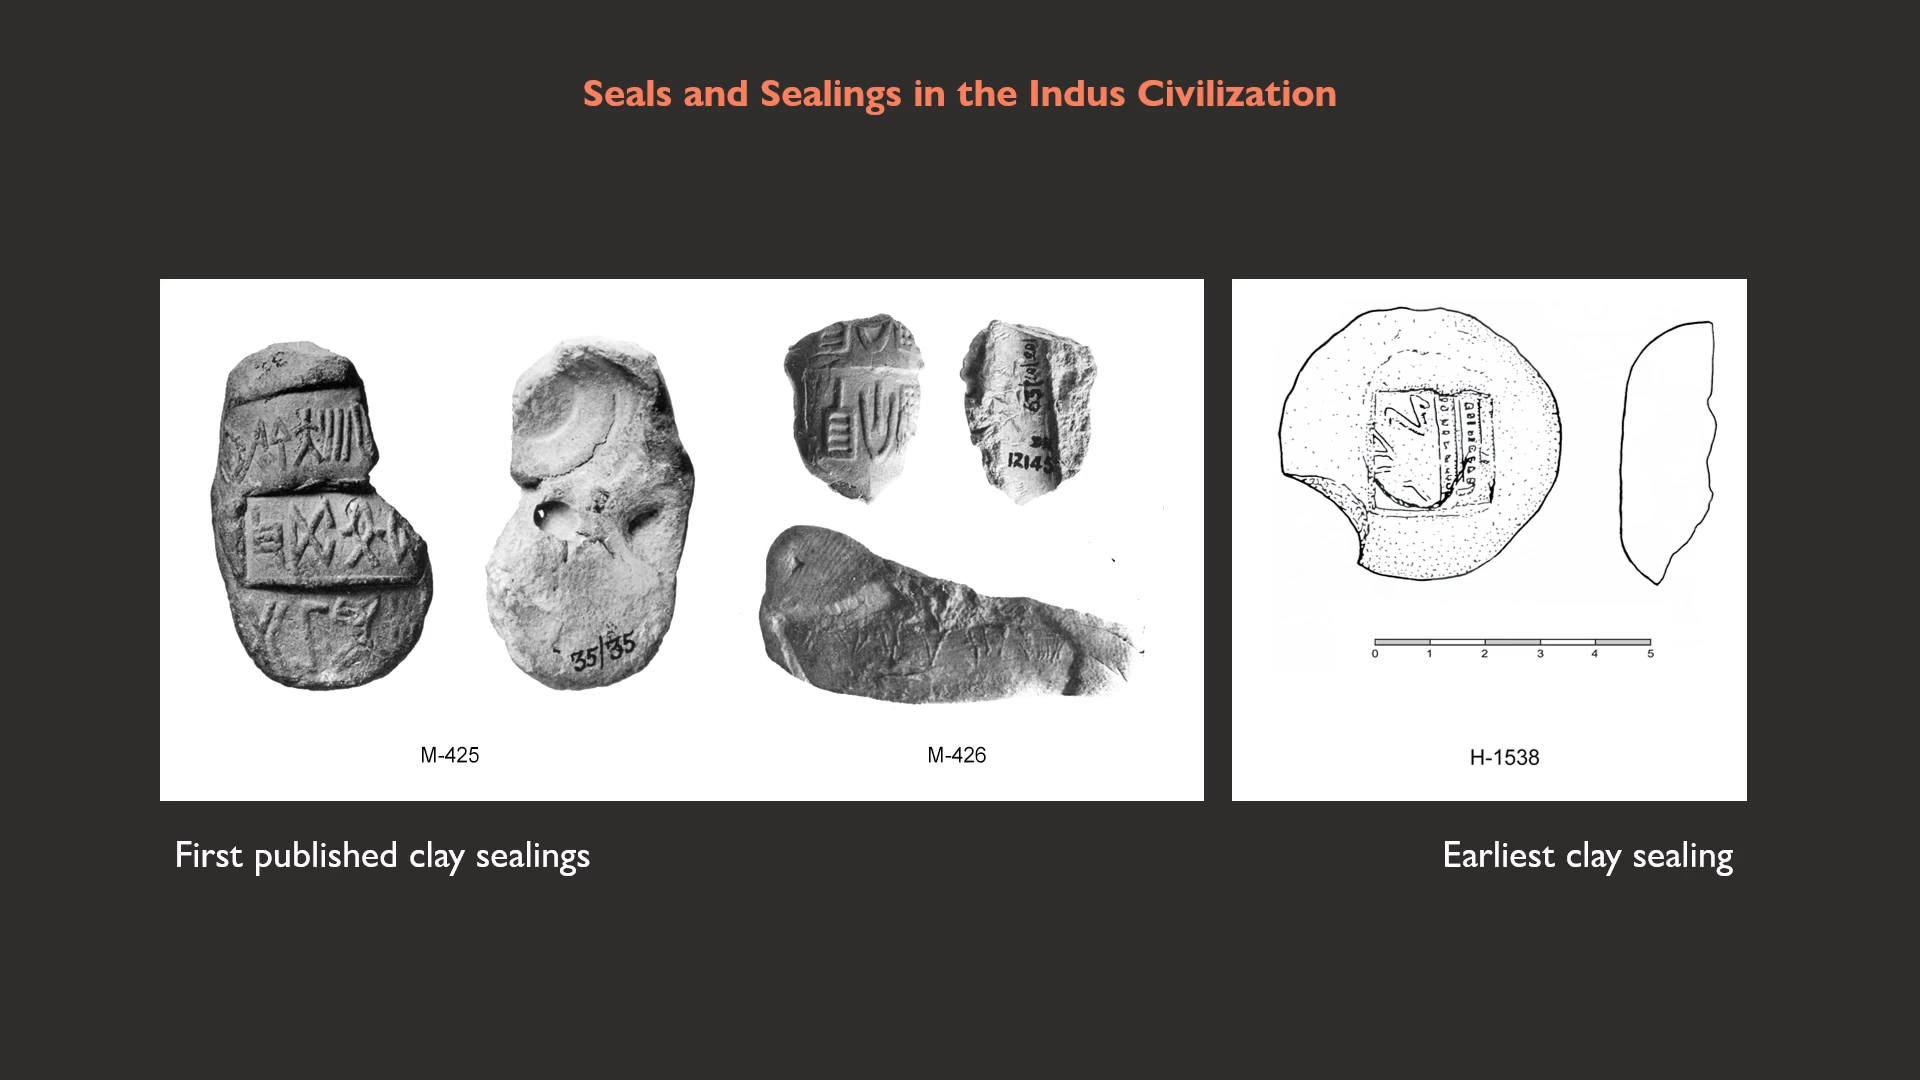 Seals and Sealings in the Indus Civilization
35/35
1214
M-425
M-426
0 1 2 3 4 5
H-1538
First published clay sealings
Earliest clay sealing